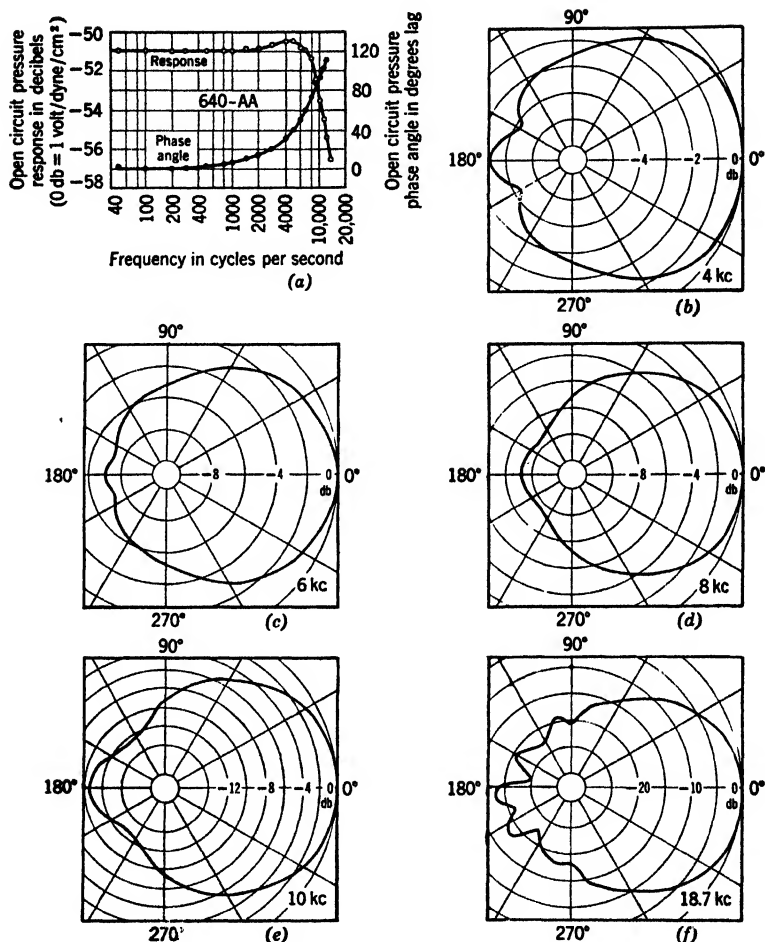 Open circuit pressure
response in decibels
(0 db = 1 volt/dyne/cm²)
-50
-52
-54
-56
-58
Response
640-AA
Phase
angle
120
80
40
0
Open circuit pressure
phase angle in degrees lag
40
100
200
400
1000
2000
4000
10,000
20,000
Frequency in cycles per second
(a)
90°
180°
-4
-2
0
db
0°
4 kc
270°
(b)
90°
180°
-8
-4
0
db
0°
6 kc
270°
(c)
90°
180°
-8
-4
0
db
0°
8 kc
270°
(d)
90°
180°
-12
-8
-4
0
db
0°
10 kc
270°
(e)
90°
180°
-20
-10
0
db
0°
18.7 kc
270°
(f)